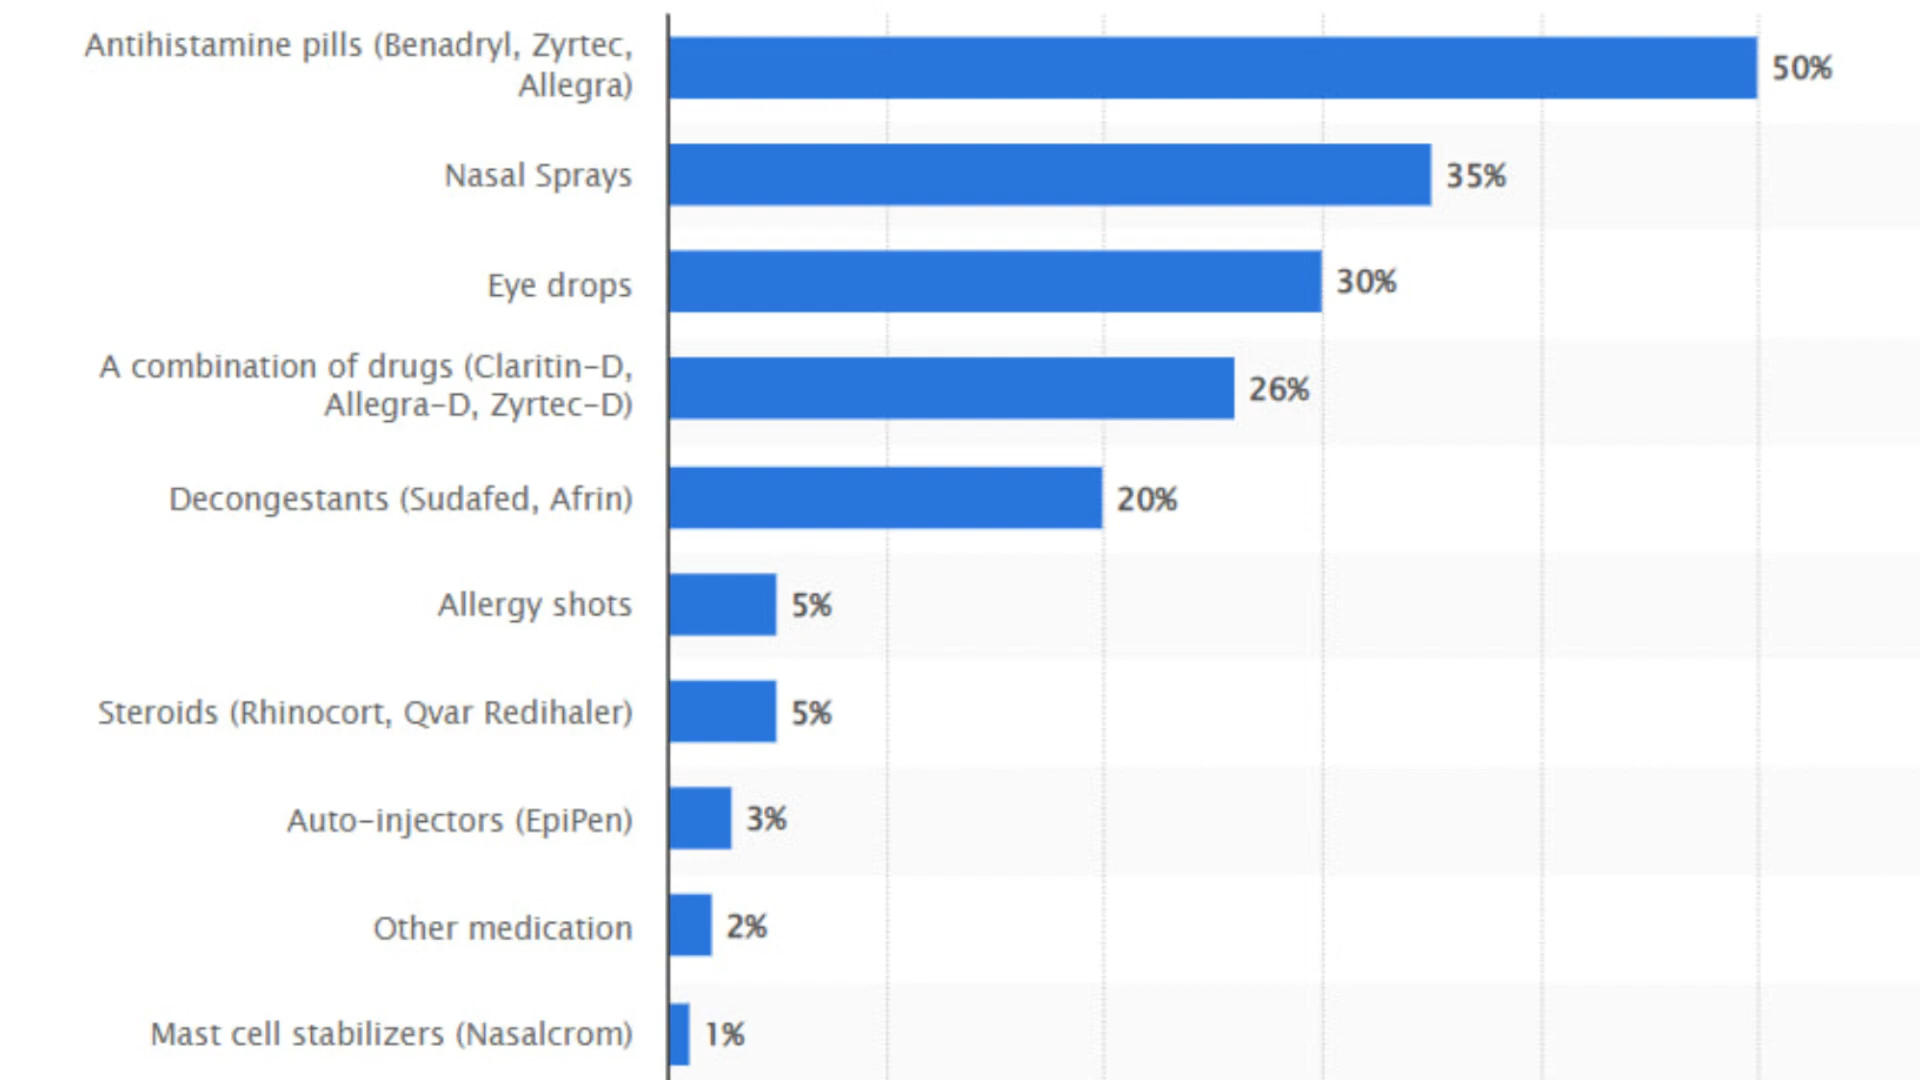 Antihistamine pills (Benadryl, Zyrtec,
Allegra)
50%
Nasal Sprays
35%
Eye drops
30%
A combination of drugs (Claritin-D,
Allegra-D, Zyrtec-D)
26%
Decongestants (Sudafed, Afrin)
20%
Allergy shots
5%
Steroids (Rhinocort, Qvar Redihaler)
5%
Auto-injectors (EpiPen)
3%
Other medication
2%
Mast cell stabilizers (Nasalcrom)
1%